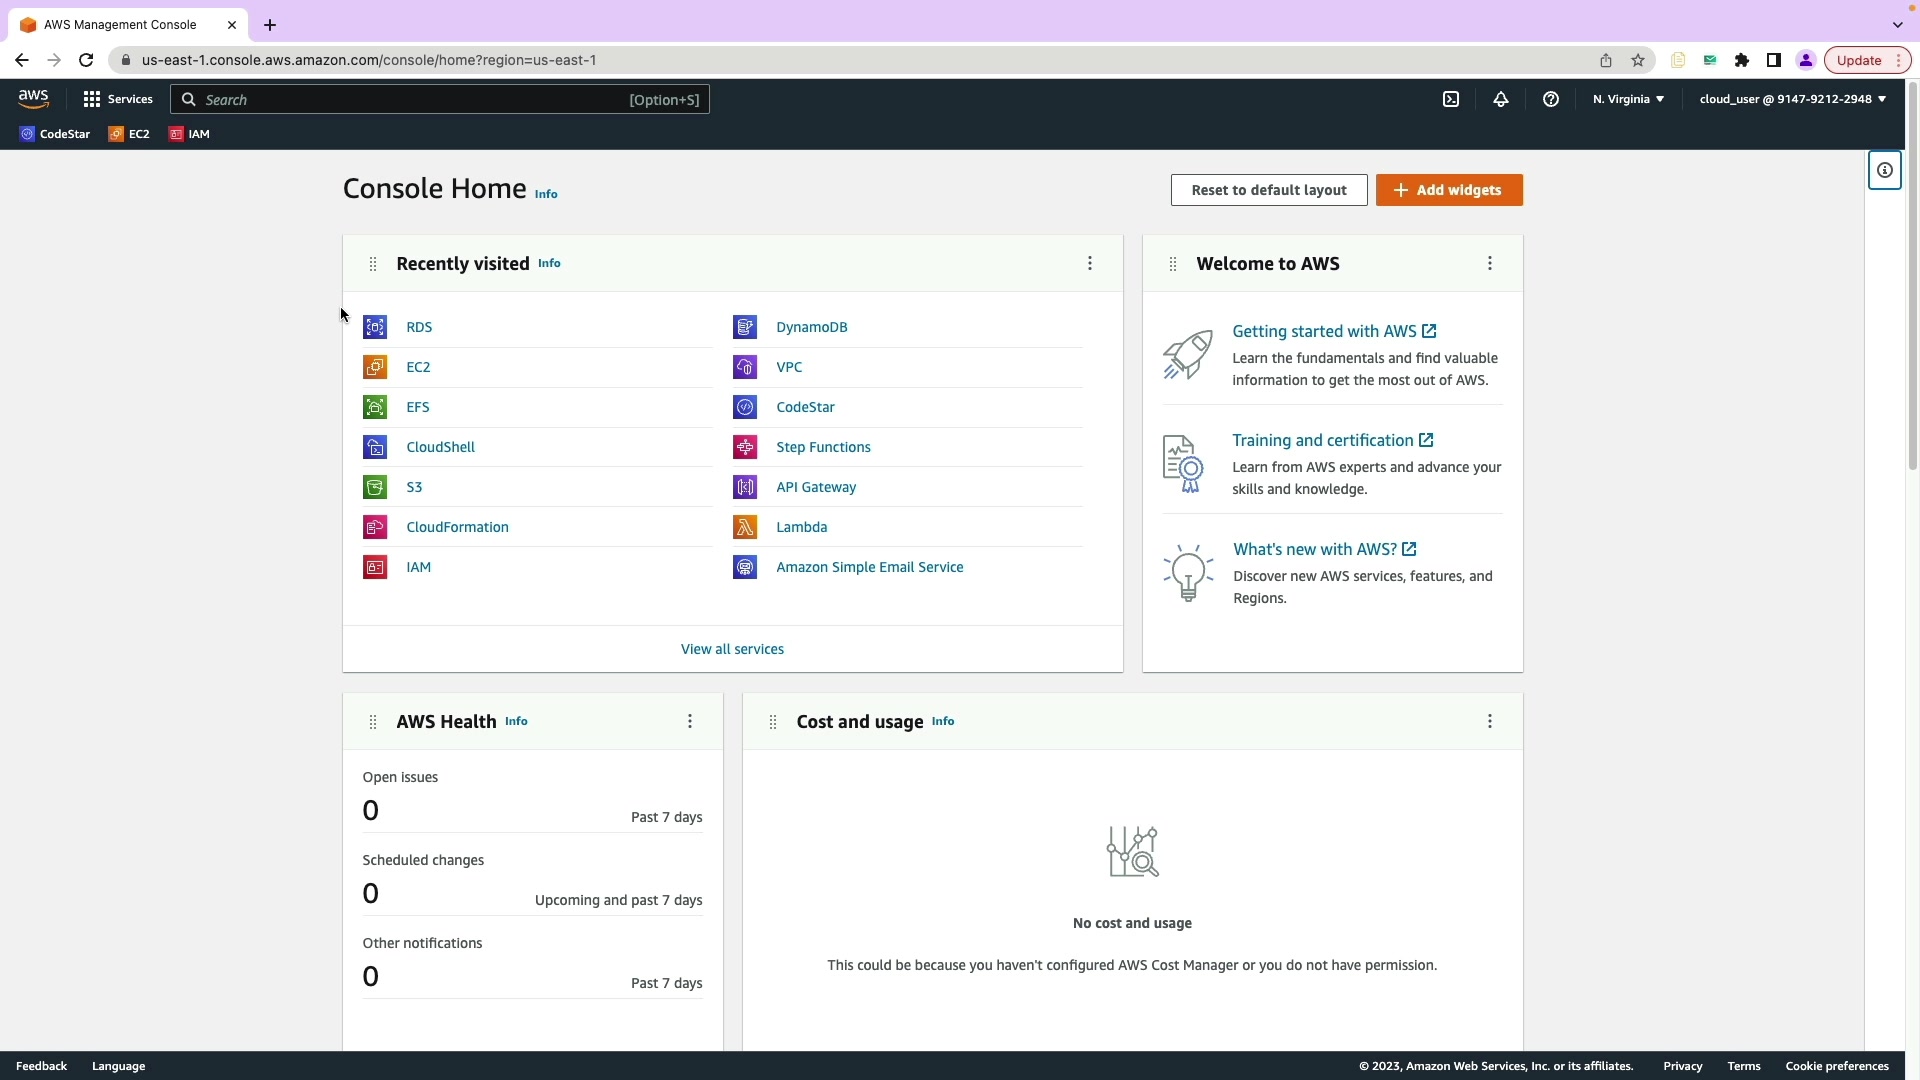 AWS Management Console
us-east-1.console.aws.amazon.com/console/home?region=us-east-1
Update
aws
Services
Search
[Option+S]
N. Virginia
cloud_user @ 9147-9212-2948
CodeStar
EC2
IAM
Console Home Info
Reset to default layout
Add widgets
Recently visited Info
RDS
EC2
EFS
CloudShell
S3
CloudFormation
IAM
DynamoDB
VPC
CodeStar
Step Functions
API Gateway
Lambda
Amazon Simple Email Service
View all services
Welcome to AWS
Getting started with AWS
Learn the fundamentals and find valuable
information to get the most out of AWS.
Training and certification
Learn from AWS experts and advance your
skills and knowledge.
What's new with AWS?
Discover new AWS services, features, and
Regions.
AWS Health Info
Open issues
0
Past 7 days
Scheduled changes
0
Upcoming and past 7 days
Other notifications
0
Past 7 days
Cost and usage Info
No cost and usage
This could be because you haven't configured AWS Cost Manager or you do not have permission.
Feedback
Language
© 2023, Amazon Web Services, Inc. or its affiliates.
Privacy
Terms
Cookie preferences